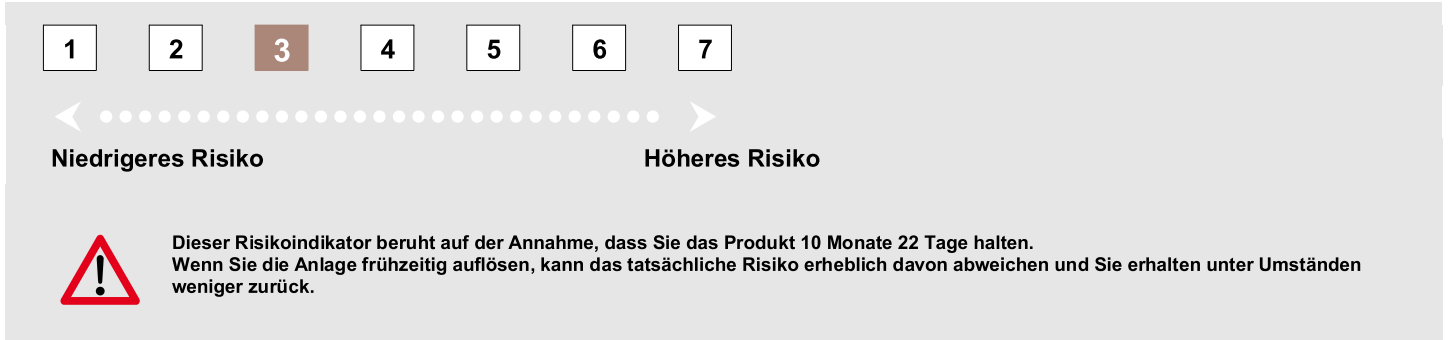 1 2 3 4 5 6 7
Niedrigeres Risiko Höheres Risiko
Dieser Risikoindikator beruht auf der Annahme, dass Sie das Produkt 10 Monate 22 Tage halten.
Wenn Sie die Anlage frühzeitig auflösen, kann das tatsächliche Risiko erheblich davon abweichen und Sie erhalten unter Umständen
weniger zurück.